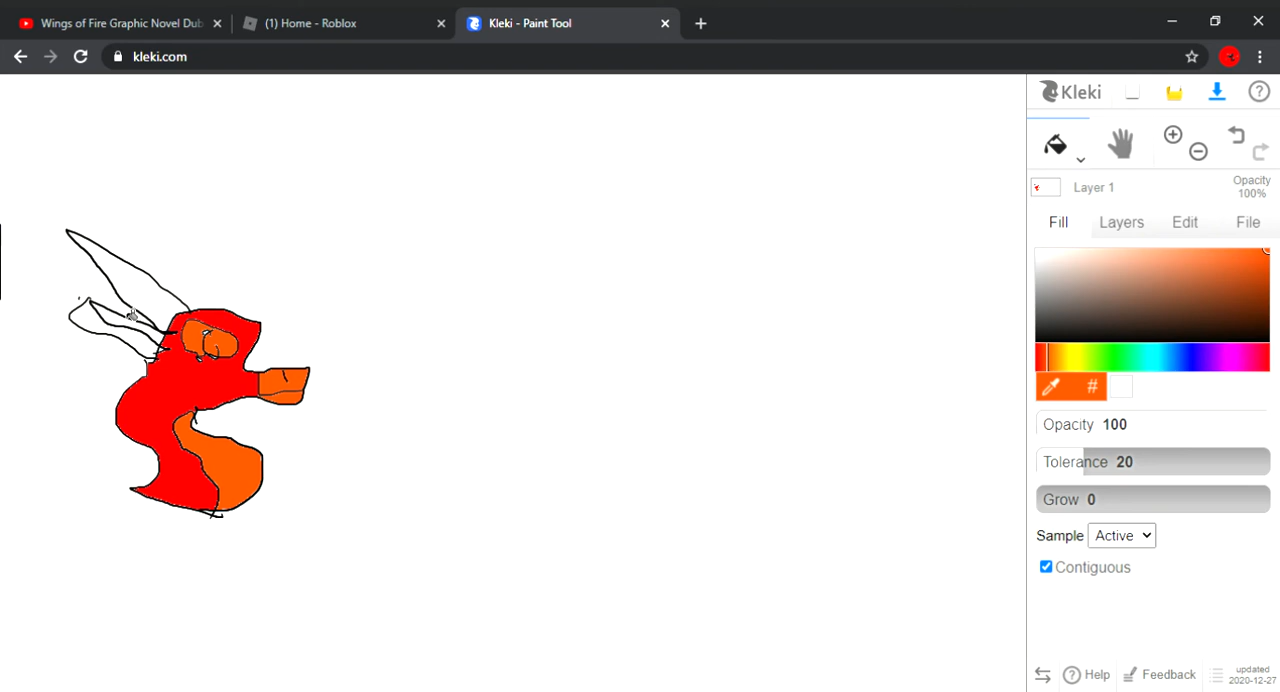 Wings of Fire Graphic Novel Dub
(1) Home - Roblox
Kleki - Paint Tool
kleki.com
Kleki
Layer 1
Opacity
100%
Fill
Layers
Edit
File
#
Opacity 100
Tolerance 20
Grow 0
Sample Active
Contiguous
Help
Feedback
updated
2020-12-27